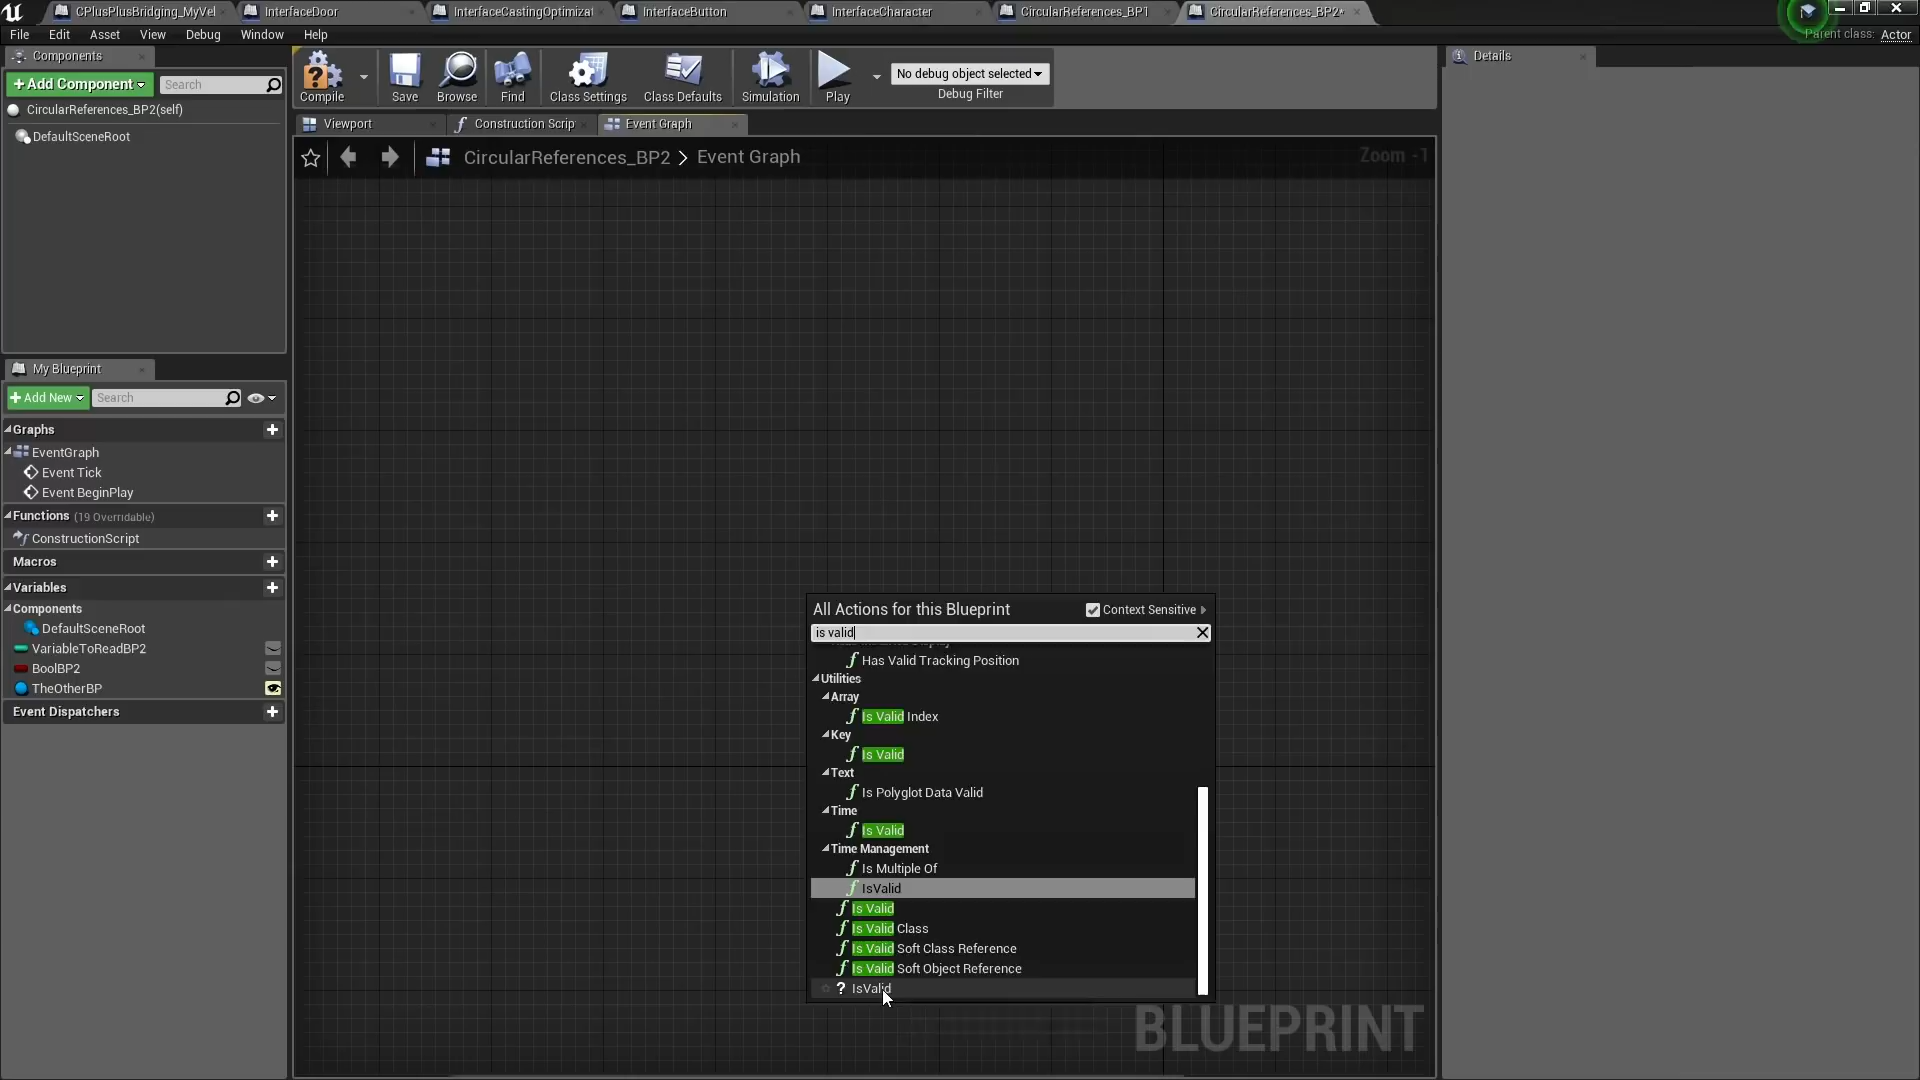 CPlusPlusBridging_MyVel
InterfaceDoor
InterfaceCastingOptimizat
InterfaceButton
InterfaceCharacter
CircularReferences_BP1
CircularReferences_BP2*
File Edit Asset View Debug Window Help
Parent class: Actor
Components
+Add Component
Search
CircularReferences_BP2(self)
DefaultSceneRoot
Compile
Save
Browse
Find
Class Settings
Class Defaults
Simulation
Play
No debug object selected
Debug Filter
Details
Viewport
Construction Scrip
Event Graph
CircularReferences_BP2 > Event Graph
Zoom -1
My Blueprint
+Add New
Search
Graphs
EventGraph
Event Tick
Event BeginPlay
Functions (19 Overridable)
ConstructionScript
Macros
Variables
Components
DefaultSceneRoot
VariableToReadBP2
BoolBP2
TheOtherBP
Event Dispatchers
All Actions for this Blueprint
Context Sensitive
is valid
f Has Valid Tracking Position
Utilities
Array
f Is Valid Index
Key
f Is Valid
Text
f Is Polyglot Data Valid
Time
f Is Valid
Time Management
f Is Multiple Of
f IsValid
f Is Valid
f Is Valid Class
f Is Valid Soft Class Reference
f Is Valid Soft Object Reference
? IsValid
BLUEPRINT